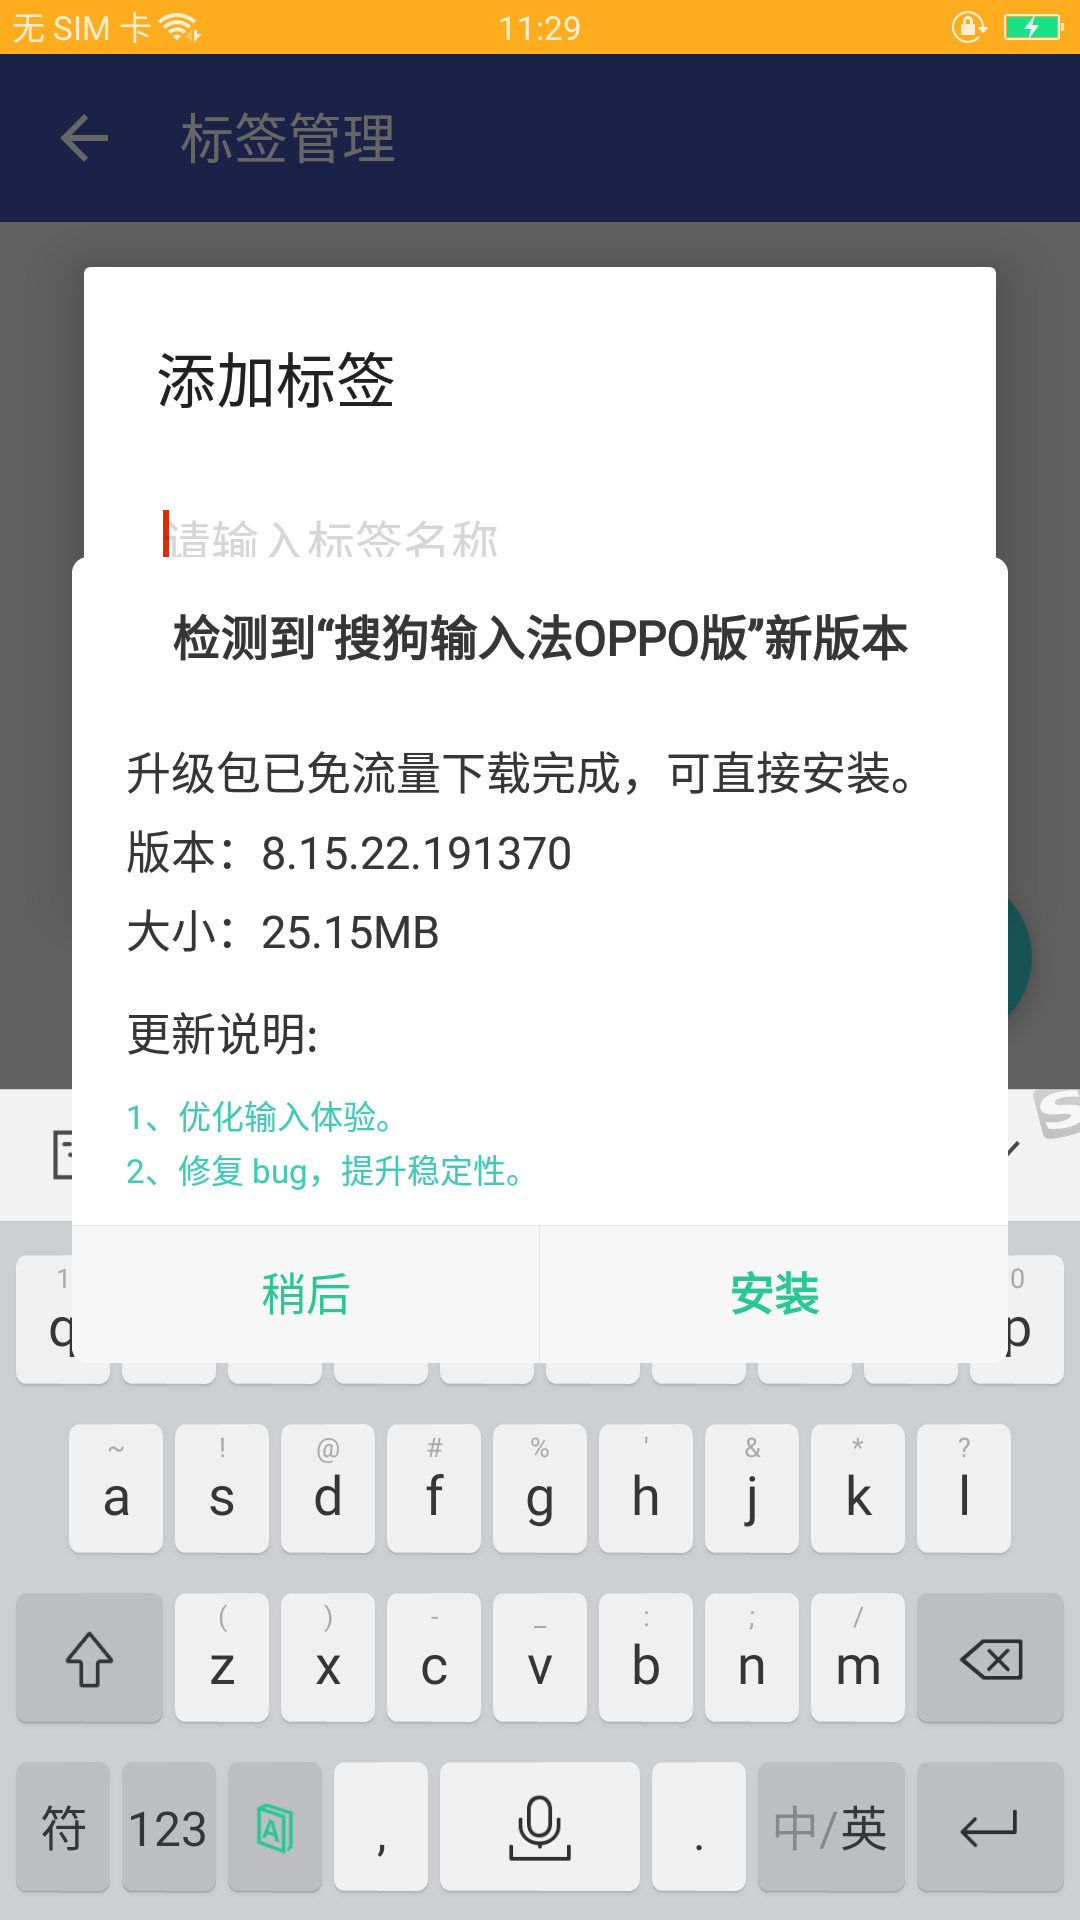 无 SIM 卡
11:29
标签管理
添加标签
请输入标签名称
检测到“搜狗输入法OPPO版”新版本
升级包已免流量下载完成，可直接安装。
版本：8.15.22.191370
大小：25.15MB
更新说明:
1、优化输入体验。
2、修复 bug，提升稳定性。
稍后
安装
1 0
q p
~ ! @ # % ' & * ?
a s d f g h j k l
( ) - _ : ; /
z x c v b n m
符 123 , . 中/英